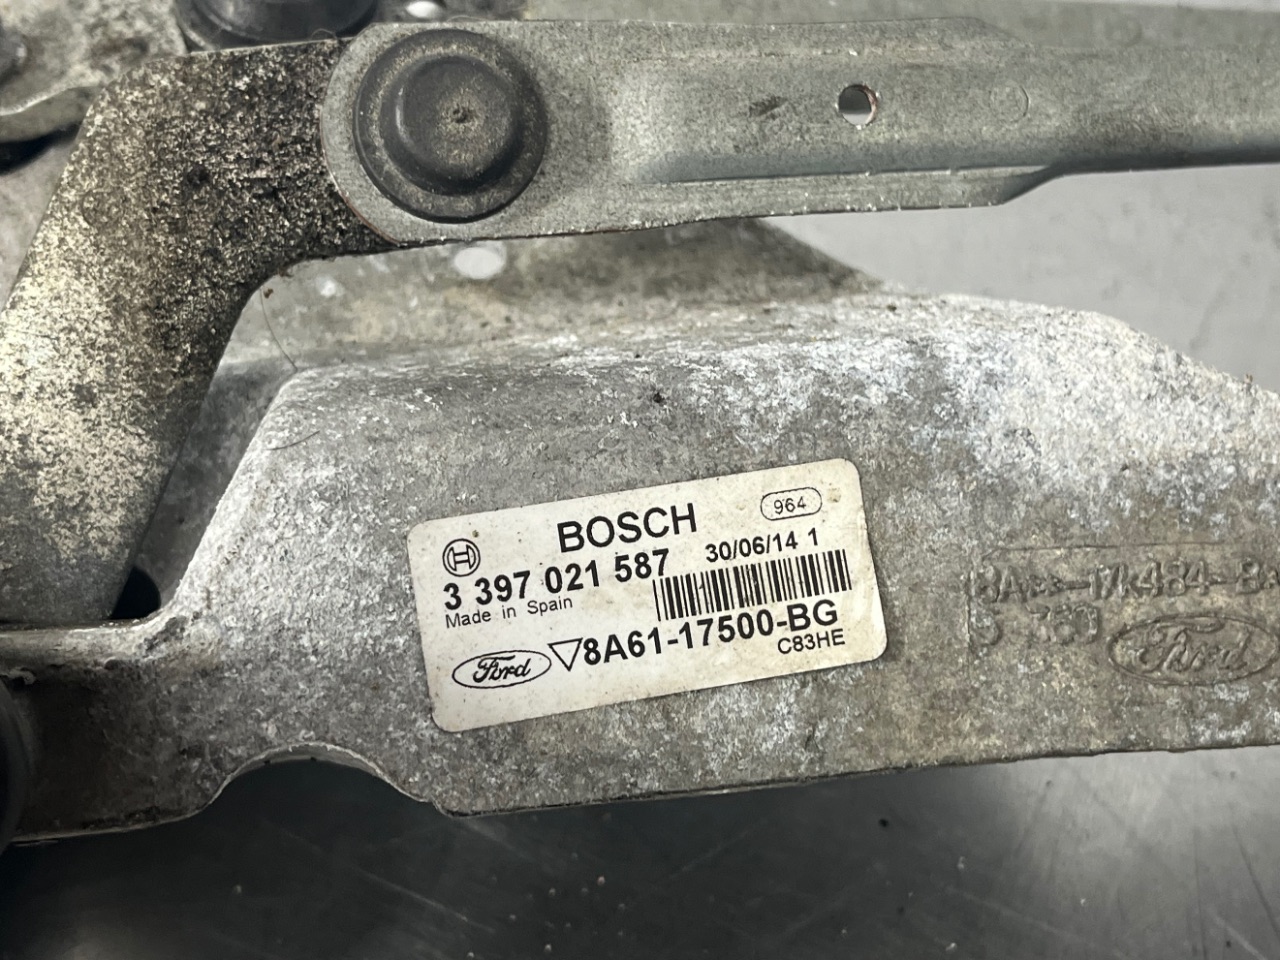 BOSCH
964
3 397 021 587
30/06/14 1
Made in Spain
Ford
8A61-17500-BG
C83HE
17K484
Ford